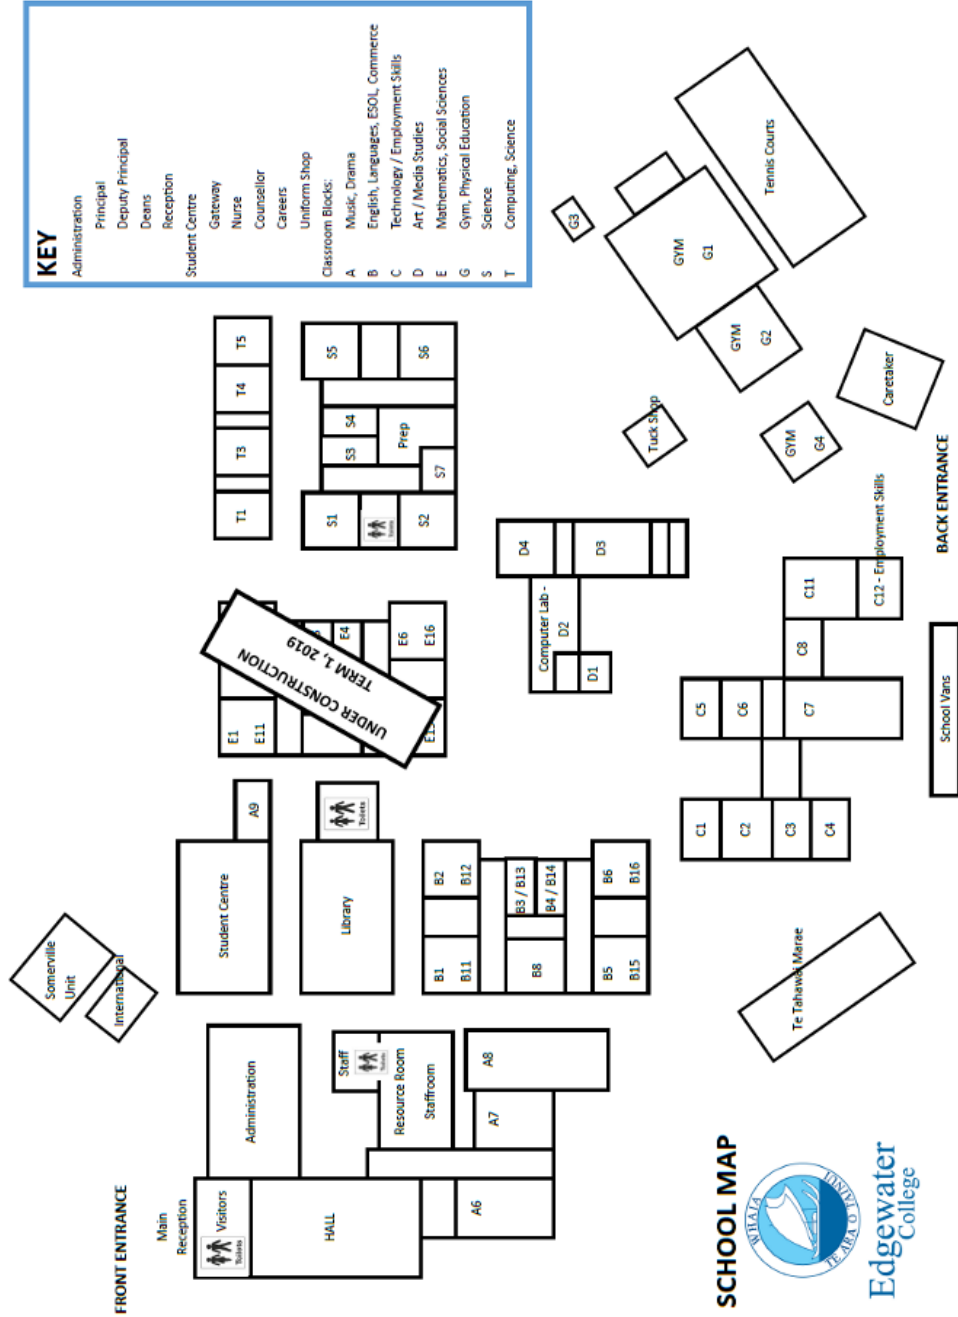 KEY
Administration
Principal
Deputy Principal
Deans
Reception
Student Centre
Gateway
Nurse
Counsellor
Careers
Uniform Shop
Classroom Blocks:
A Music, Drama
B English, Languages, ESOL, Commerce
C Technology / Employment Skills
D Art / Media Studies
E Mathematics, Social Sciences
G Gym, Physical Education
S Science
T Computing, Science
FRONT ENTRANCE
Main
Reception
Toilets
Visitors
HALL
Administration
Staff
Toilets
Resource Room
Staffroom
A6
A7
A8
Somerville
Unit
International
Student Centre
A9
Library
Toilets
B1
B11
B2
B12
B3 / B13
B4 / B14
B8
B5
B15
B6
B16
E1
E11
E4
E6
E16
UNDER CONSTRUCTION
TERM 1, 2019
T1
T3
T4
T5
S1
Toilets
S2
S3
S4
Prep
S7
S5
S6
D4
D3
Computer Lab -
D2
D1
C1
C2
C3
C4
C5
C6
C7
C8
C11
C12 - Employment Skills
Te Tahawai Marae
School Vans
BACK ENTRANCE
Tuck Shop
GYM
G4
Caretaker
GYM
G2
GYM
G1
G3
Tennis Courts
SCHOOL MAP
WHAIA
TE ARA O TAINUI
Edgewater
College